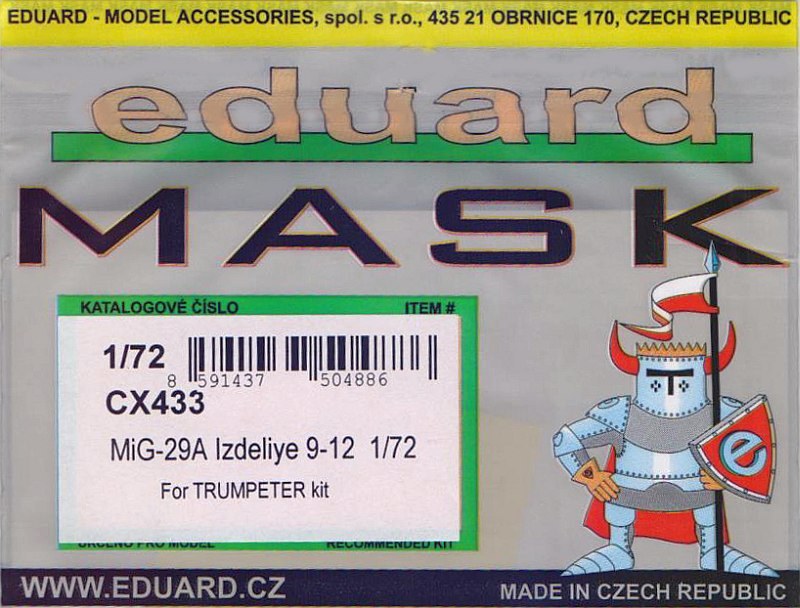 EDUARD - MODEL ACCESSORIES, spol. s r.o., 435 21 OBRNICE 170, CZECH REPUBLIC
eduard
MASK
KATALOGOVÉ ČÍSLO ITEM #
1/72
8 591437 504886
CX433
MiG-29A Izdeliye 9-12 1/72
For TRUMPETER kit
URČENO PRO MODEL RECOMMENDED KIT
e
WWW.EDUARD.CZ MADE IN CZECH REPUBLIC